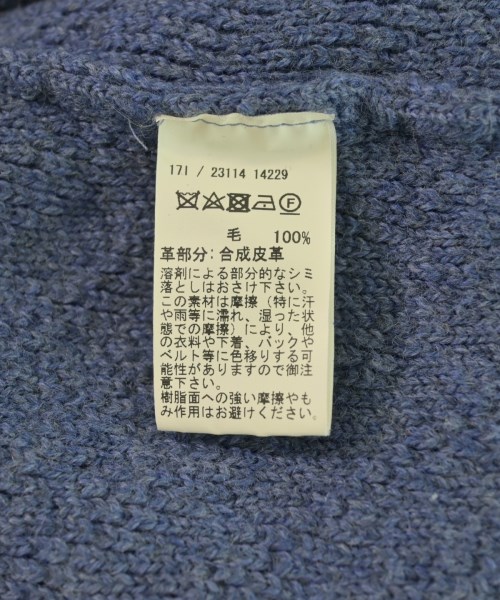 17I / 23114 14229
毛 100%
革部分: 合成皮革
溶剤による部分的なシミ
落としはおさけ下さい。
この素材は摩擦（特に汗
や雨等に濡れ、湿った状
態での摩擦）により、他
の衣料や下着、バックや
ベルト等に色移りする可
能性がありますので御注
意下さい。
樹脂面への強い摩擦やも
み作用はお避けください。